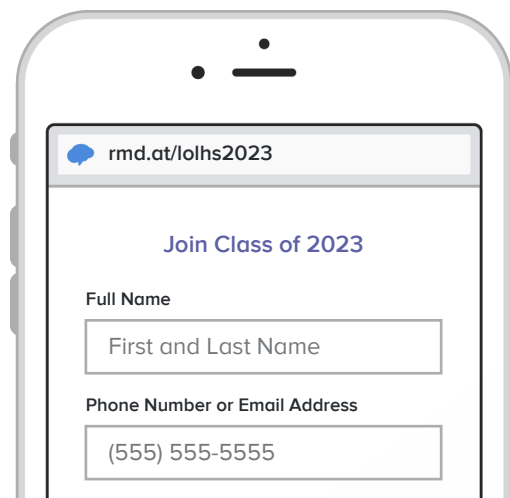 rmd.at/lolhs2023
Join Class of 2023
Full Name
First and Last Name
Phone Number or Email Address
(555) 555-5555